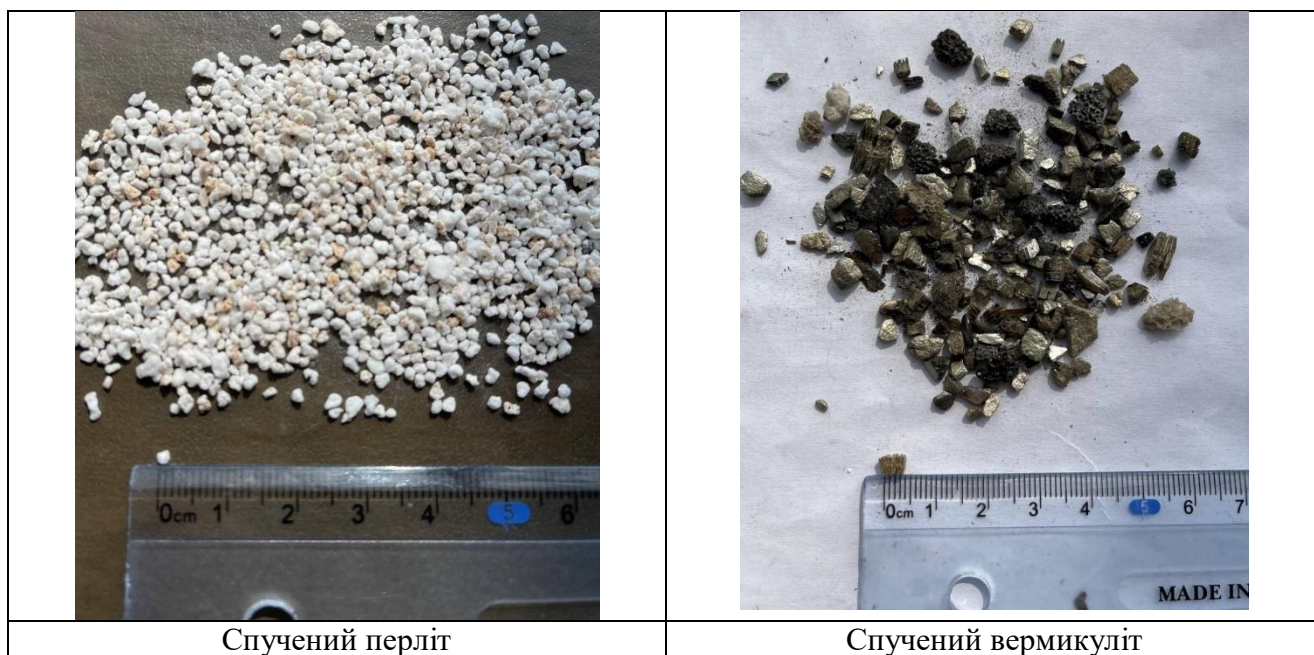 0cm 1 2 3 4 5 6
0cm 1 2 3 4 5 6 7
MADE IN
Спучений перліт
Спучений вермикуліт